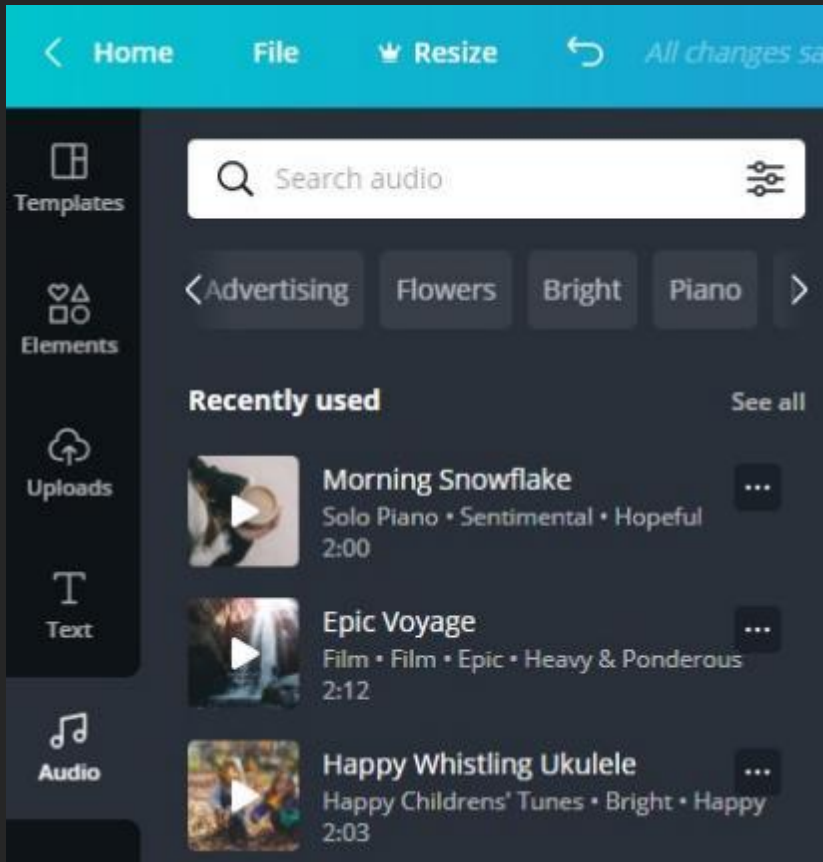 Home File Resize All changes sa
Templates
Elements
Uploads
Text
Audio
Search audio
Advertising Flowers Bright Piano
Recently used See all
Morning Snowflake
Solo Piano • Sentimental • Hopeful
2:00
Epic Voyage
Film • Film • Epic • Heavy & Ponderous
2:12
Happy Whistling Ukulele
Happy Childrens' Tunes • Bright • Happy
2:03